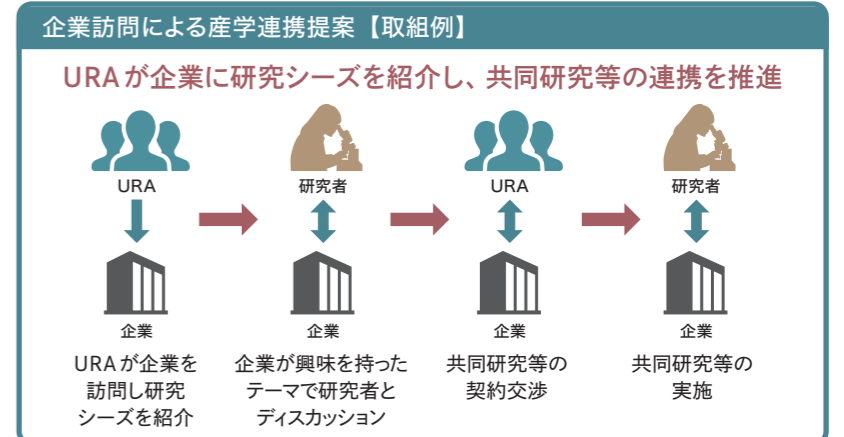 企業訪問による産学連携提案【取組例】
URAが企業に研究シーズを紹介し、共同研究等の連携を推進
URA
研究者
URA
研究者
企業
企業
企業
企業
URAが企業を
訪問し研究
シーズを紹介
企業が興味を持った
テーマで研究者と
ディスカッション
共同研究等の
契約交渉
共同研究等の
実施